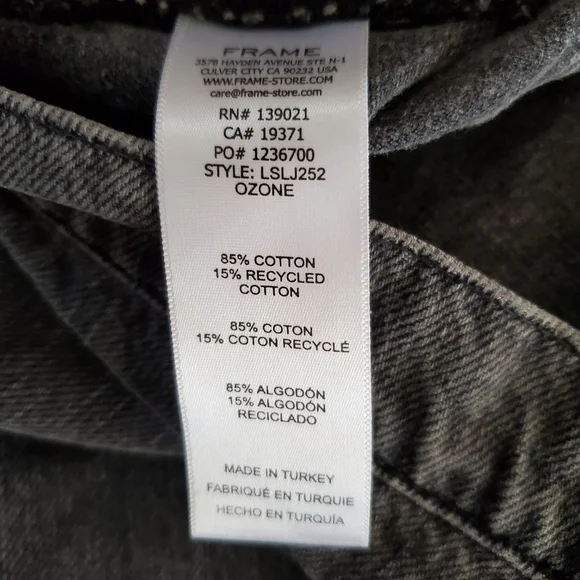 FRAME
3578 HAYDEN AVENUE STE N-1
CULVER CITY CA 90232 USA
WWW.FRAME-STORE.COM
care@frame-store.com
RN# 139021
CA# 19371
PO# 1236700
STYLE: LSLJ252
OZONE
85% COTTON
15% RECYCLED
COTTON
85% COTON
15% COTON RECYCLÉ
85% ALGODÓN
15% ALGODÓN
RECICLADO
MADE IN TURKEY
FABRIQUÉ EN TURQUIE
HECHO EN TURQUÍA